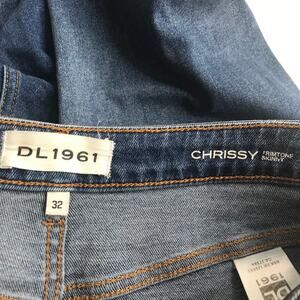 DL1961
CHRISSY TRIMTONE
SKINNY
32
DL
1961